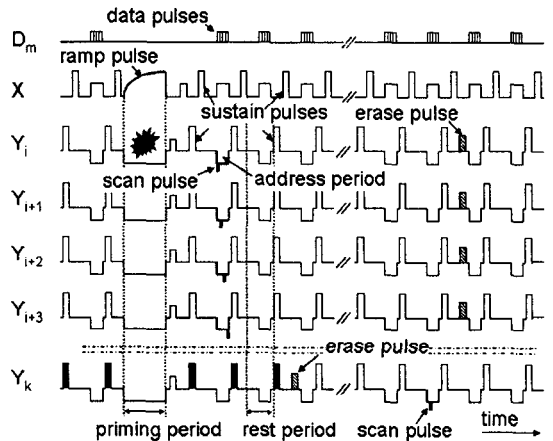 data pulses
Dm
ramp pulse
X
sustain pulses
erase pulse
Yi
scan pulse
address period
Yi+1
Yi+2
Yi+3
erase pulse
Yk
priming period
rest period
scan pulse
time